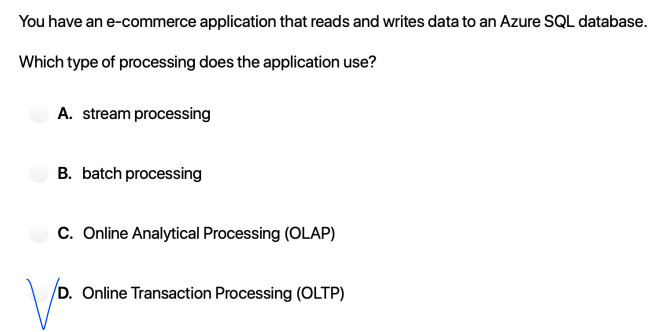 You have an e-commerce application that reads and writes data to an Azure SQL database.
Which type of processing does the application use?
A. stream processing
B. batch processing
C. Online Analytical Processing (OLAP)
D. Online Transaction Processing (OLTP)